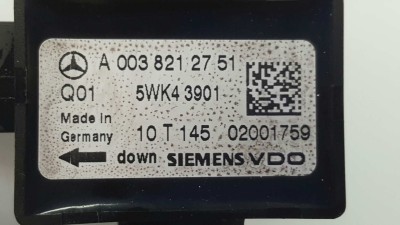 A 003 821 27 51
Q01 5WK4 3901
Made in
Germany 10 T 145 02001759
down SIEMENS VDO